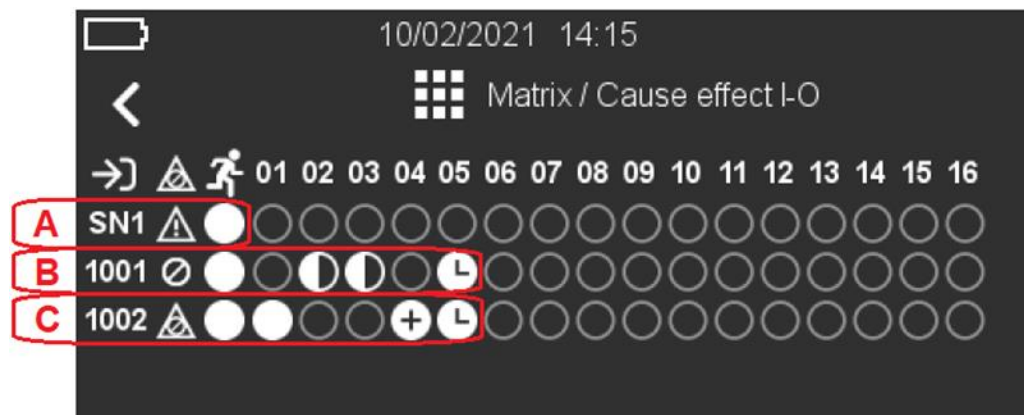 10/02/2021 14:15
Matrix / Cause effect I-O
01 02 03 04 05 06 07 08 09 10 11 12 13 14 15 16
A SN1
B 1001
C 1002